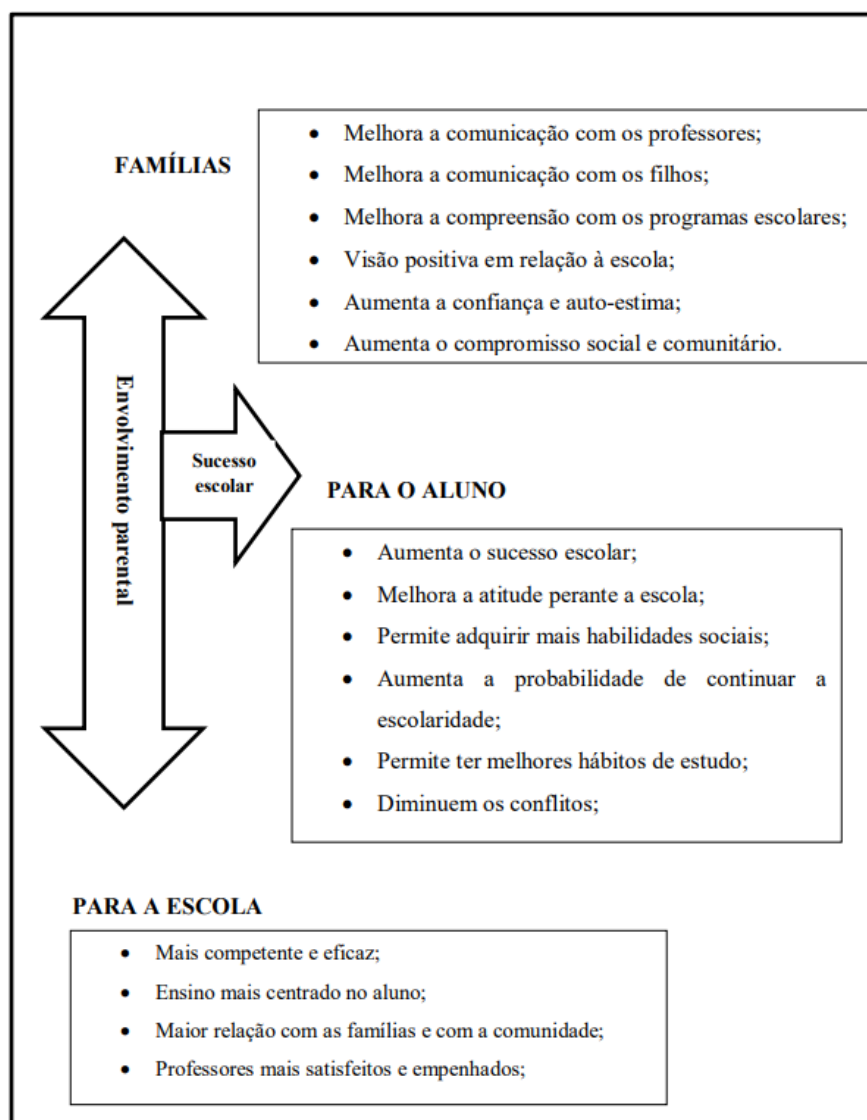 FAMÍLIAS
• Melhora a comunicação com os professores;
• Melhora a comunicação com os filhos;
• Melhora a compreensão com os programas escolares;
• Visão positiva em relação à escola;
• Aumenta a confiança e auto-estima;
• Aumenta o compromisso social e comunitário.
Envolvimento parental
Sucesso
escolar
PARA O ALUNO
• Aumenta o sucesso escolar;
• Melhora a atitude perante a escola;
• Permite adquirir mais habilidades sociais;
• Aumenta a probabilidade de continuar a
escolaridade;
• Permite ter melhores hábitos de estudo;
• Diminuem os conflitos;
PARA A ESCOLA
• Mais competente e eficaz;
• Ensino mais centrado no aluno;
• Maior relação com as famílias e com a comunidade;
• Professores mais satisfeitos e empenhados;